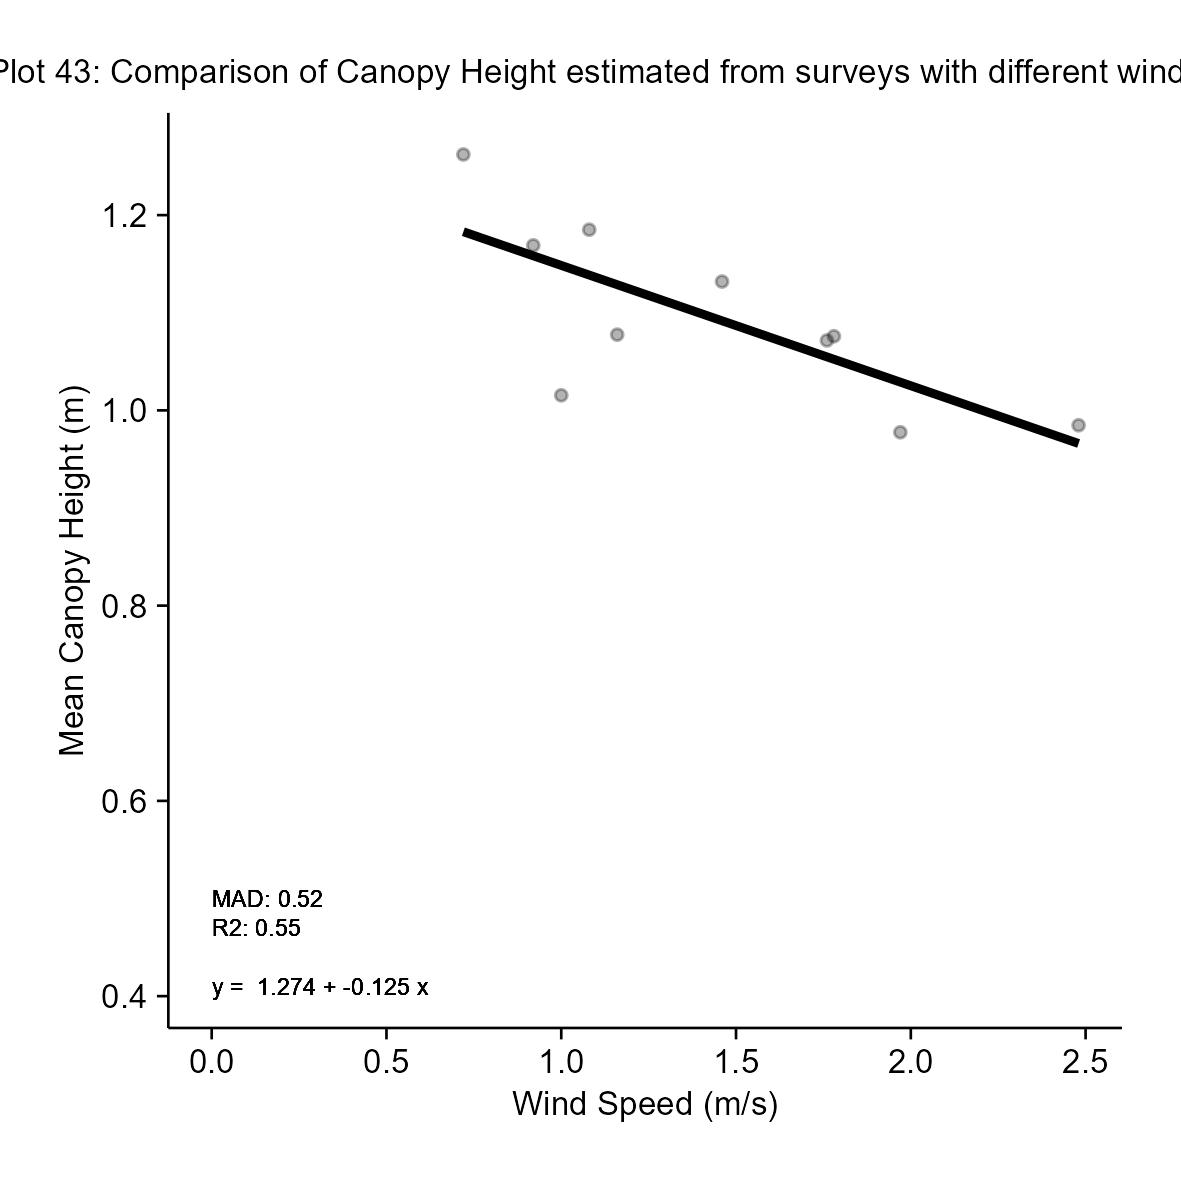 Plot 43: Comparison of Canopy Height estimated from surveys with different wind
1.2
1.0
0.8
0.6
0.4
Mean Canopy Height (m)
MAD: 0.52
R2: 0.55
y = 1.274 + -0.125 x
0.0 0.5 1.0 1.5 2.0 2.5
Wind Speed (m/s)